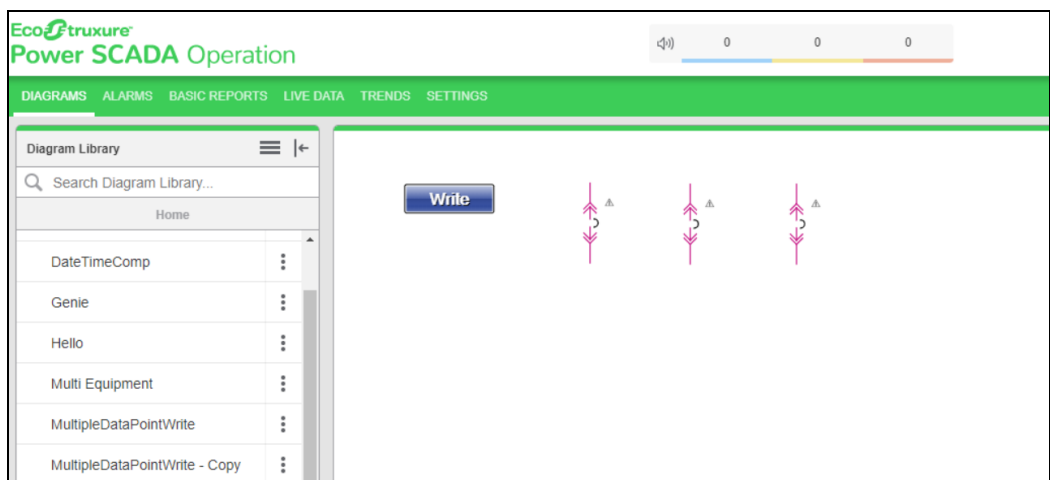 EcoStruxure
Power SCADA Operation
0 0 0
DIAGRAMS ALARMS BASIC REPORTS LIVE DATA TRENDS SETTINGS
Diagram Library
Search Diagram Library...
Home
Write
DateTimeComp
Genie
Hello
Multi Equipment
MultipleDataPointWrite
MultipleDataPointWrite - Copy